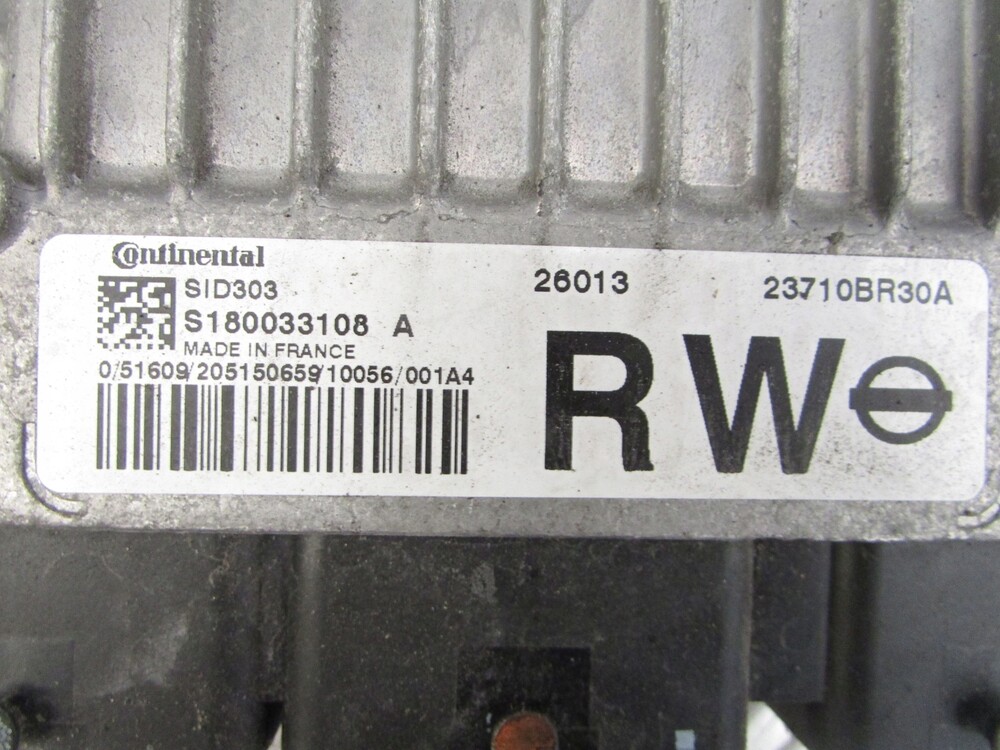 Continental
SID303
S180033108 A
MADE IN FRANCE
0/51609/205150659/10056/001A4
26013
23710BR30A
RW